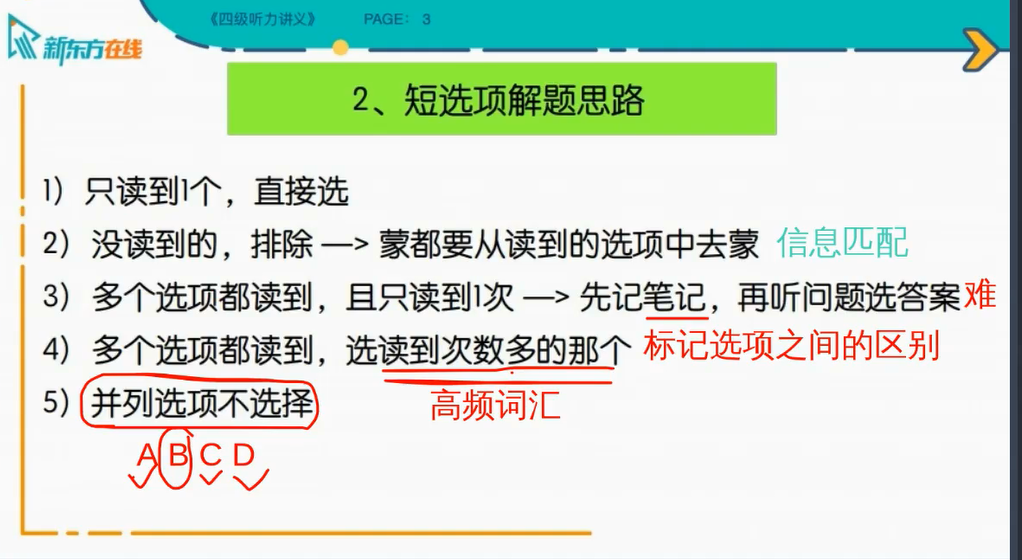 《四级听力讲义》 PAGE: 3
新东方在线
2、短选项解题思路
1）只读到1个，直接选
2）没读到的，排除 —> 蒙都要从读到的选项中去蒙 信息匹配
3）多个选项都读到，且只读到1次 —> 先记笔记，再听问题选答案 难
标记选项之间的区别
4）多个选项都读到，选读到次数多的那个
5）并列选项不选择
高频词汇
A B C D